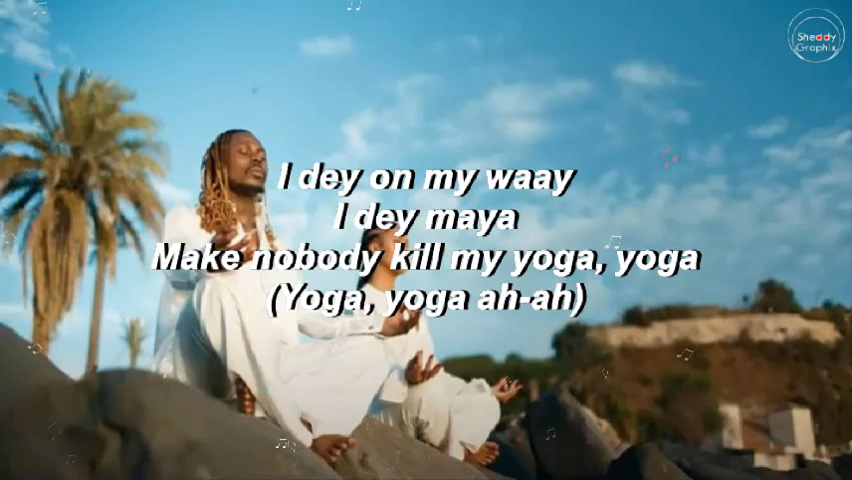 Sheddy
Graphix
I dey on my waay
I dey maya
Make nobody kill my yoga, yoga
(Yoga, yoga ah-ah)